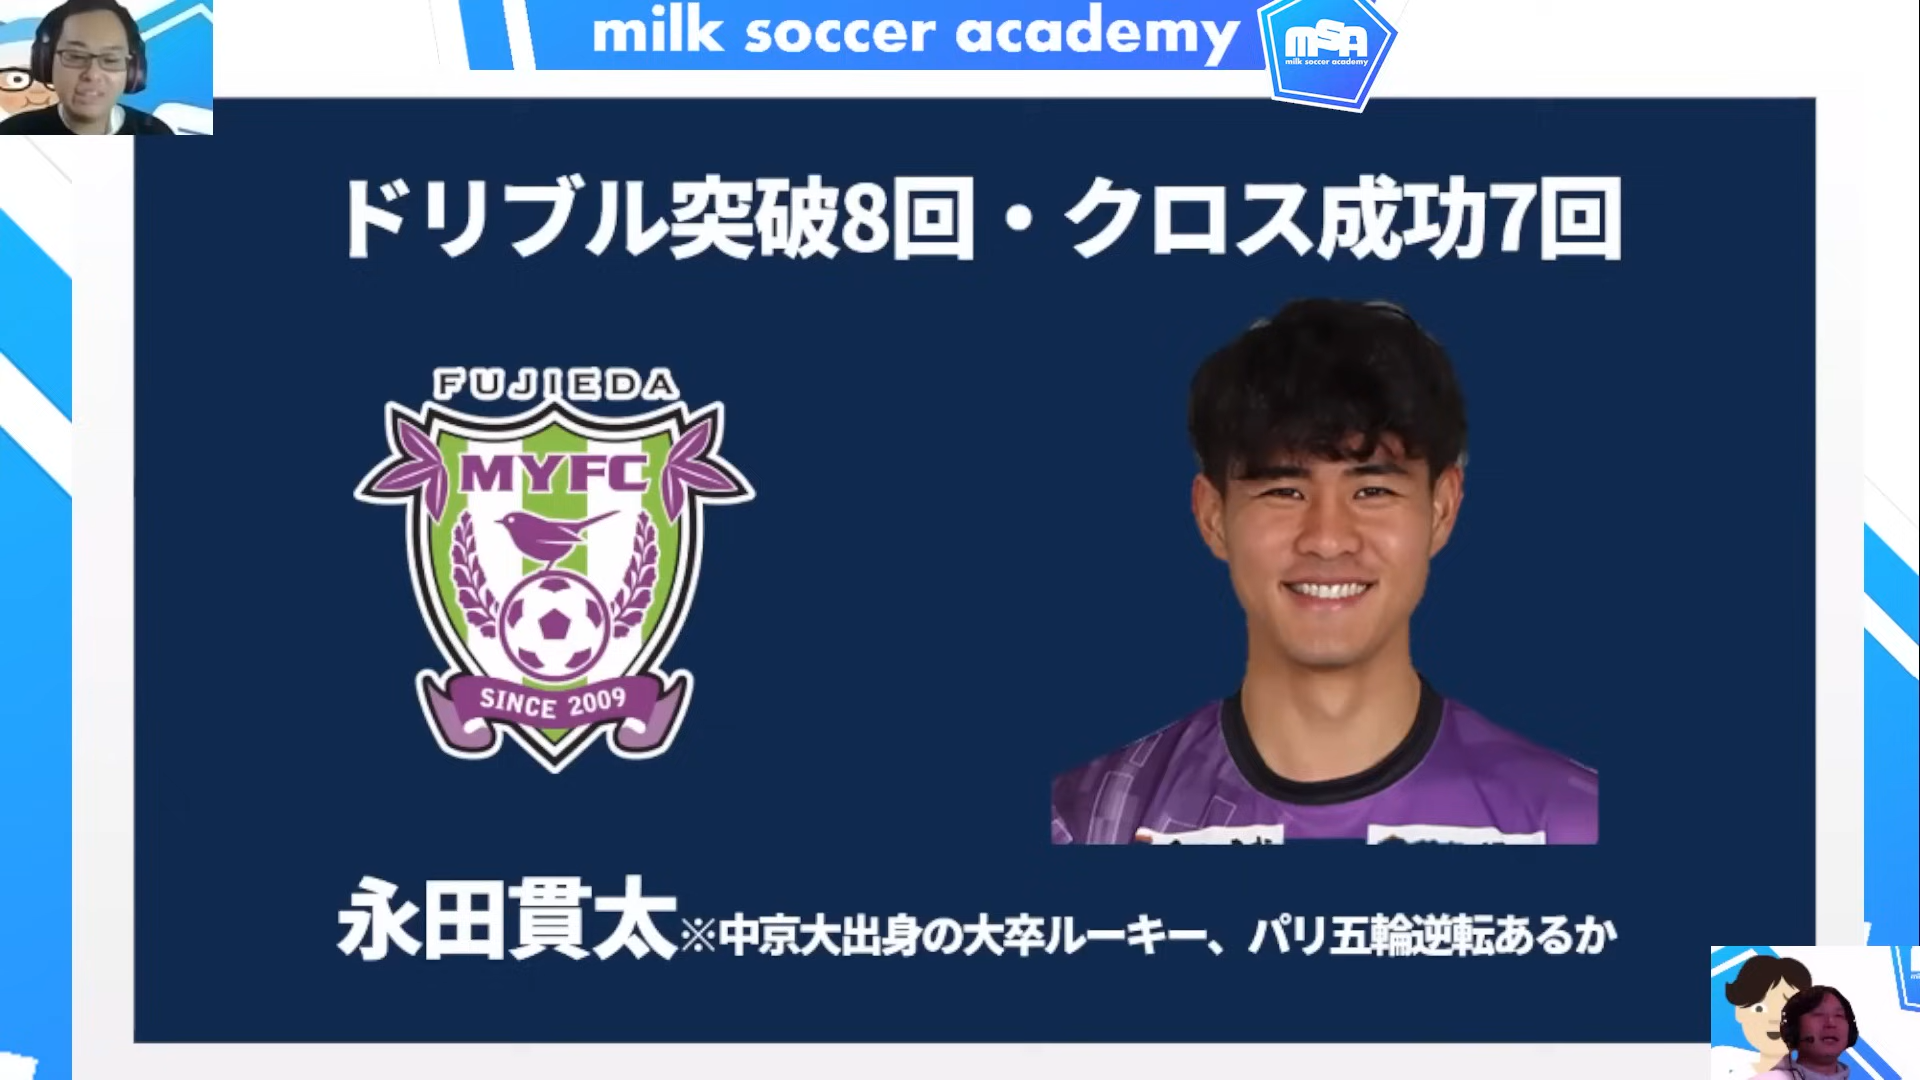 milk soccer academy
MSA
milk soccer academy
ドリブル突破8回・クロス成功7回
FUJIEDA
MYFC
SINCE 2009
永田貫太※中京大出身の大卒ルーキー、パリ五輪逆転あるか